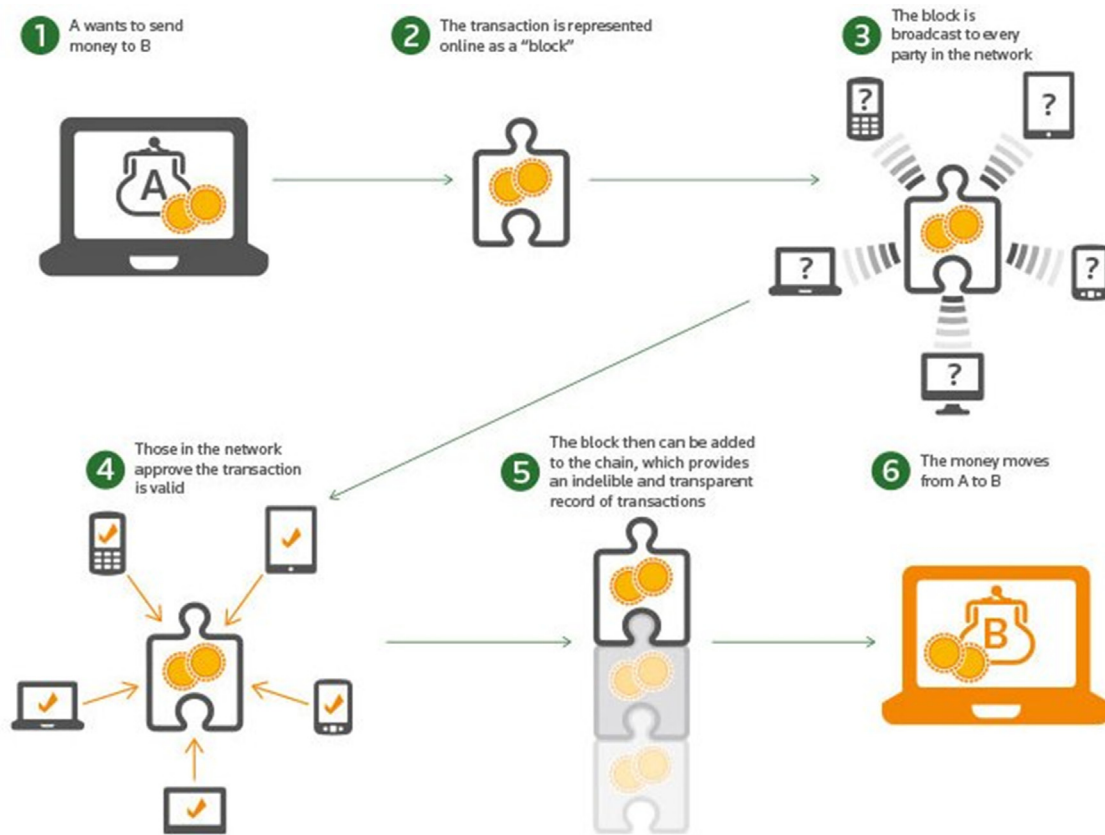 1
A wants to send
money to B
2
The transaction is represented
online as a “block”
3
The block is
broadcast to every
party in the network
A
?
?
?
?
?
4
Those in the network
approve the transaction
is valid
5
The block then can be added
to the chain, which provides
an indelible and transparent
record of transactions
6
The money moves
from A to B
B